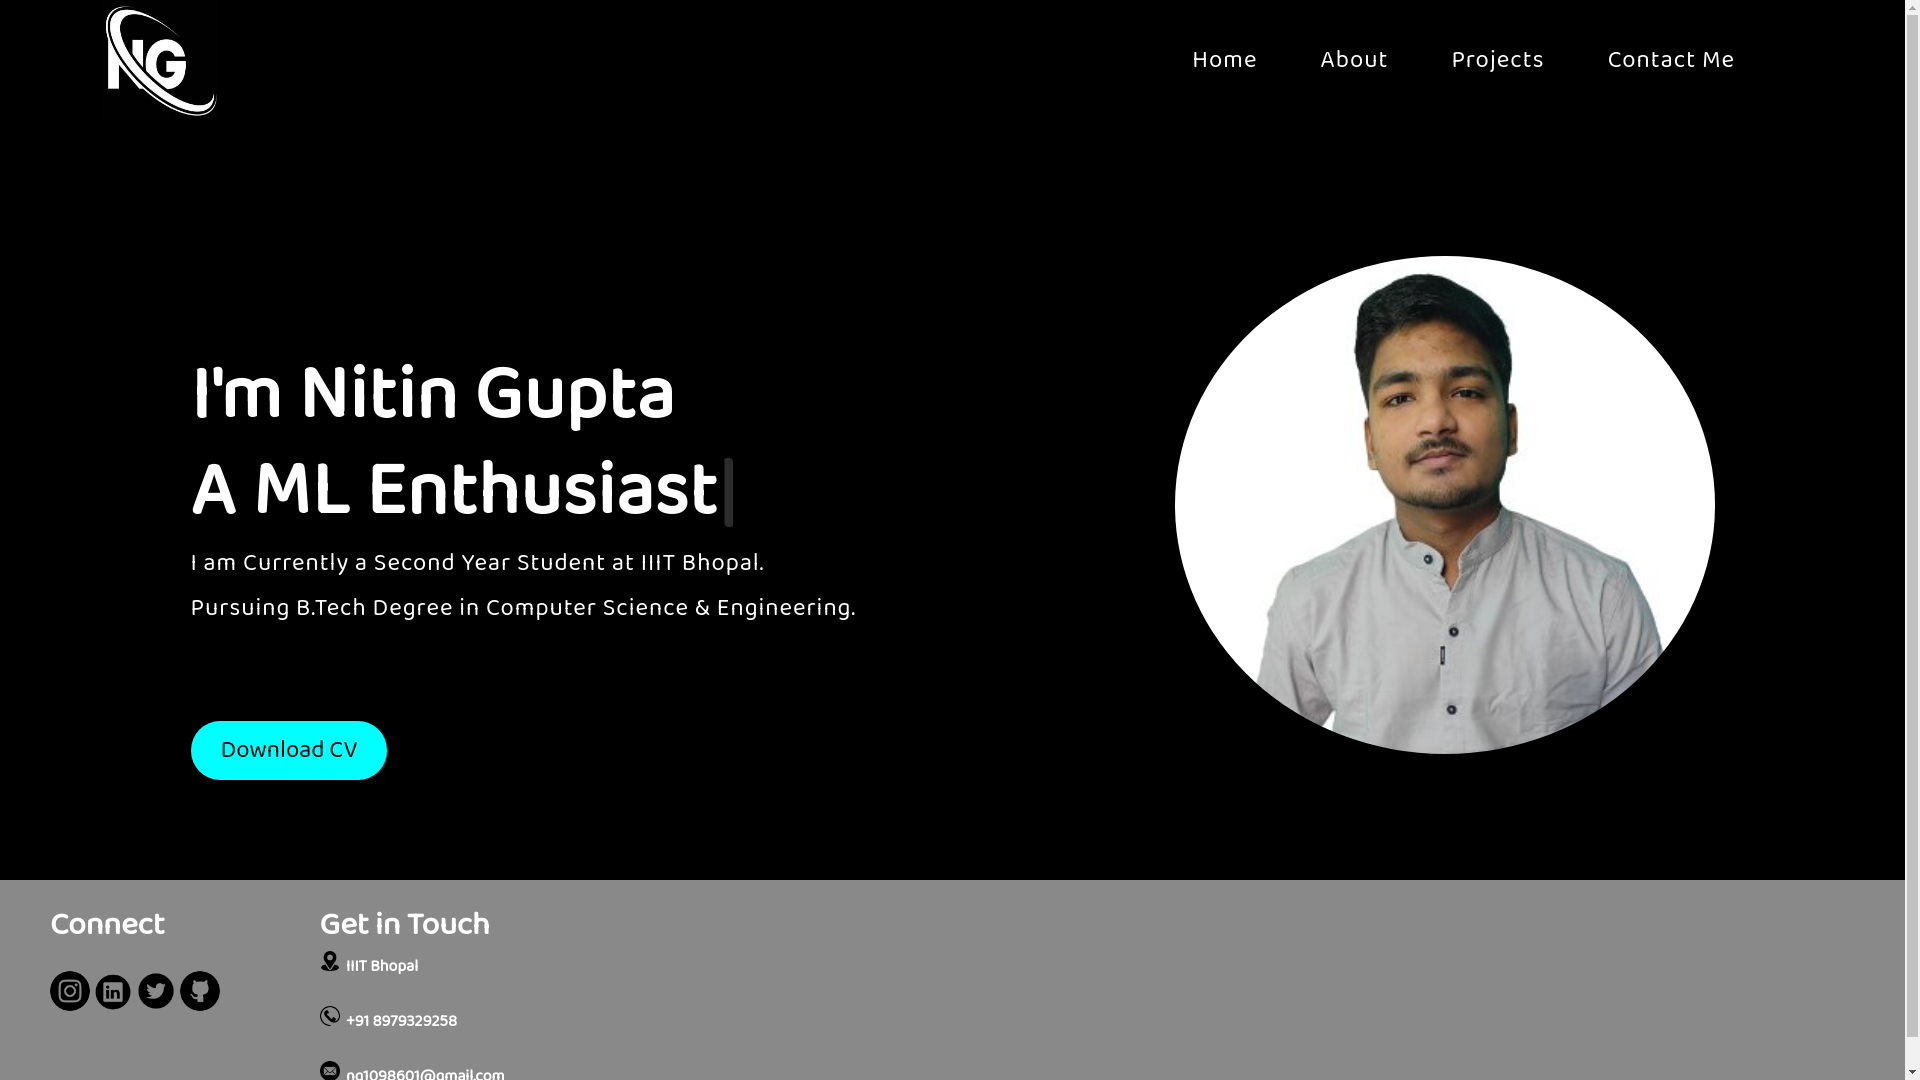 NG
Home
About
Projects
Contact Me
I'm Nitin Gupta
A ML Enthusiast
I am Currently a Second Year Student at IIIT Bhopal.
Pursuing B.Tech Degree in Computer Science & Engineering.
Download CV
Connect
Get in Touch
IIIT Bhopal
+91 8979329258
ng1098601@gmail.com